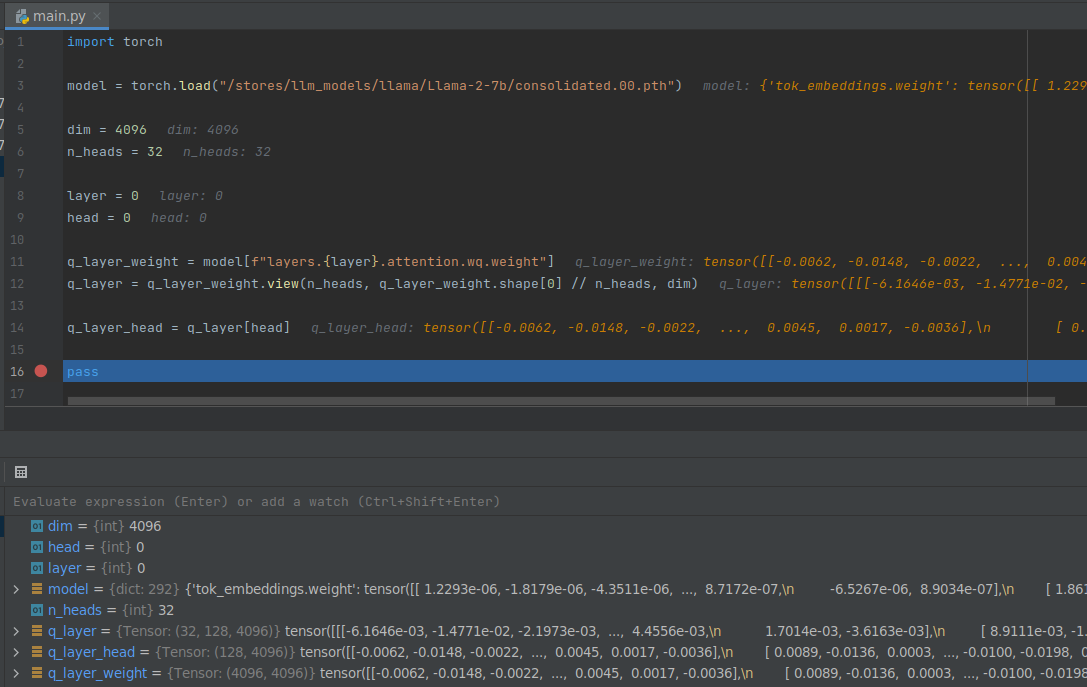 main.py
1 import torch
2
3 model = torch.load("/stores/llm_models/llama/Llama-2-7b/consolidated.00.pth") model: {'tok_embeddings.weight': tensor([[ 1.229
4
5 dim = 4096 dim: 4096
6 n_heads = 32 n_heads: 32
7
8 layer = 0 layer: 0
9 head = 0 head: 0
10
11 q_layer_weight = model[f"layers.{layer}.attention.wq.weight"] q_layer_weight: tensor([[-0.0062, -0.0148, -0.0022, ..., 0.004
12 q_layer = q_layer_weight.view(n_heads, q_layer_weight.shape[0] // n_heads, dim) q_layer: tensor([[[-6.1646e-03, -1.4771e-02, -
13
14 q_layer_head = q_layer[head] q_layer_head: tensor([[-0.0062, -0.0148, -0.0022, ..., 0.0045, 0.0017, -0.0036],\n [ 0.
15
16 pass
17
Evaluate expression (Enter) or add a watch (Ctrl+Shift+Enter)
01 dim = {int} 4096
01 head = {int} 0
01 layer = {int} 0
model = {dict: 292} {'tok_embeddings.weight': tensor([[ 1.2293e-06, -1.8179e-06, -4.3511e-06, ..., 8.7172e-07,\n -6.5267e-06, 8.9034e-07],\n [ 1.861
01 n_heads = {int} 32
q_layer = {Tensor: (32, 128, 4096)} tensor([[[-6.1646e-03, -1.4771e-02, -2.1973e-03, ..., 4.4556e-03,\n 1.7014e-03, -3.6163e-03],\n [ 8.9111e-03, -1.
q_layer_head = {Tensor: (128, 4096)} tensor([[-0.0062, -0.0148, -0.0022, ..., 0.0045, 0.0017, -0.0036],\n [ 0.0089, -0.0136, 0.0003, ..., -0.0100, -0.0198, 0
q_layer_weight = {Tensor: (4096, 4096)} tensor([[-0.0062, -0.0148, -0.0022, ..., 0.0045, 0.0017, -0.0036],\n [ 0.0089, -0.0136, 0.0003, ..., -0.0100, -0.0198